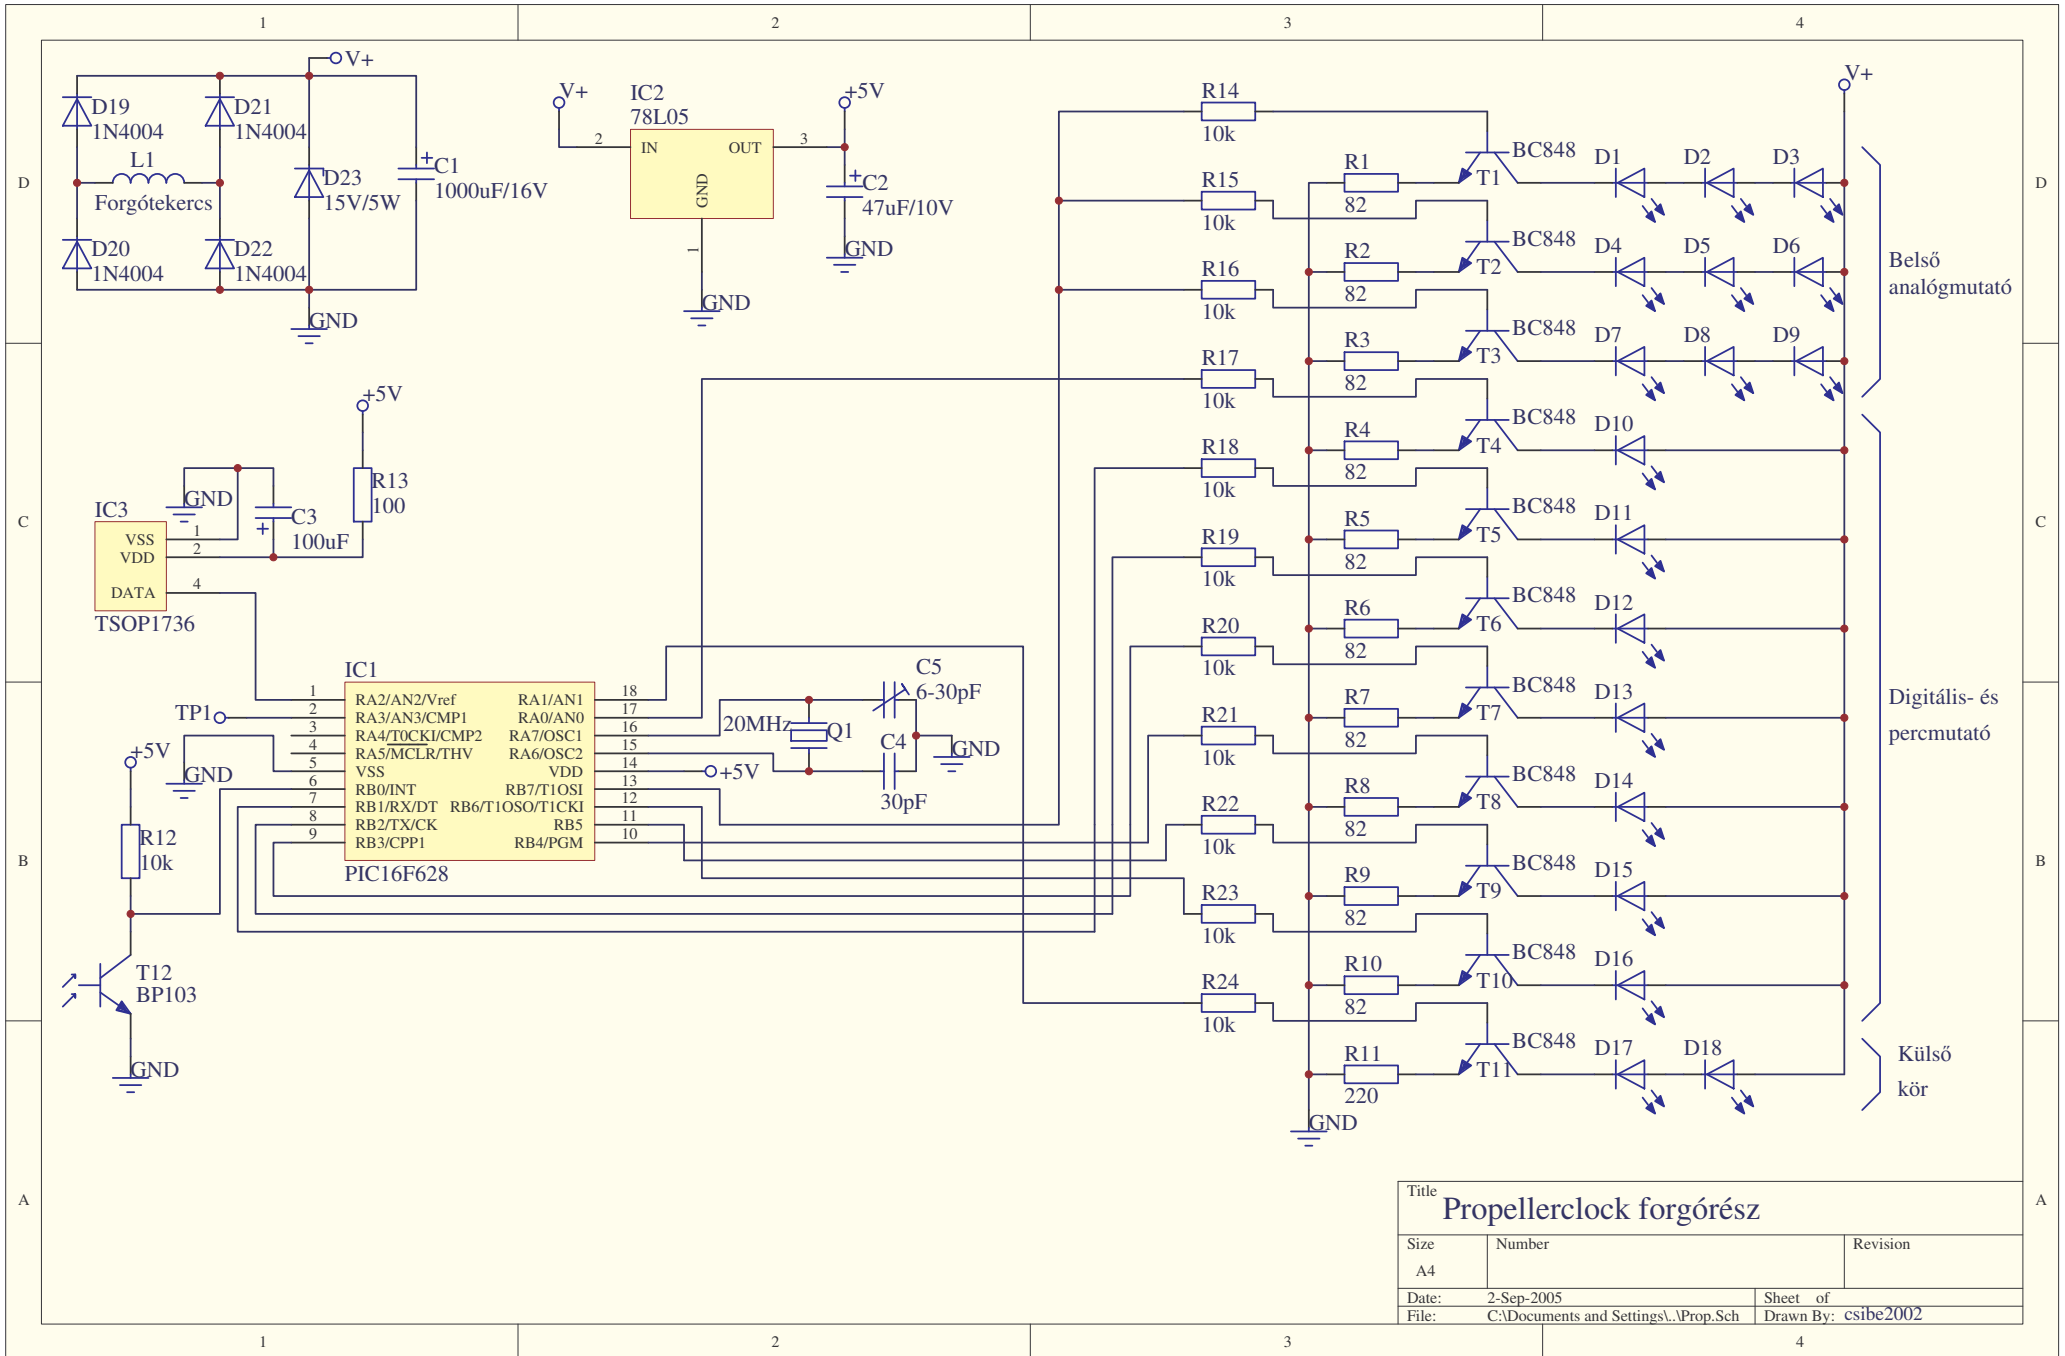 1 2 3 4
D
C
B
A
D
C
B
A
1 2 3 4
V+
D19
1N4004
D21
1N4004
L1
Forgótekercs
D23
15V/5W
C1
1000uF/16V
+
D20
1N4004
D22
1N4004
GND
V+
IC2
78L05
2
IN
OUT
3
GND
1
GND
+5V
+
C2
47uF/10V
GND
+5V
R13
100
GND
C3
100uF
+
IC3
VSS
VDD
DATA
1
2
4
TSOP1736
IC1
1
2
3
4
5
6
7
8
9
RA2/AN2/Vref
RA3/AN3/CMP1
RA4/T0CKI/CMP2
RA5/MCLR/THV
VSS
RB0/INT
RB1/RX/DT
RB2/TX/CK
RB3/CPP1
RA1/AN1
RA0/AN0
RA7/OSC1
RA6/OSC2
VDD
RB7/T1OSI
RB6/T1OSO/T1CKI
RB5
RB4/PGM
18
17
16
15
14
13
12
11
10
PIC16F628
TP1
+5V
GND
R12
10k
T12
BP103
GND
20MHz
Q1
C5
6-30pF
C4
30pF
GND
+5V
R14
10k
R15
10k
R16
10k
R17
10k
R18
10k
R19
10k
R20
10k
R21
10k
R22
10k
R23
10k
R24
10k
R1
82
R2
82
R3
82
R4
82
R5
82
R6
82
R7
82
R8
82
R9
82
R10
82
R11
220
GND
BC848
T1
BC848
T2
BC848
T3
BC848
T4
BC848
T5
BC848
T6
BC848
T7
BC848
T8
BC848
T9
BC848
T10
BC848
T11
V+
D1 D2 D3
D4 D5 D6
D7 D8 D9
D10
D11
D12
D13
D14
D15
D16
D17 D18
Belső
analógmutató
Digitális- és
percmutató
Külső
kör
Title
Propellerclock forgórész
Size
A4
Number
Revision
Date: 2-Sep-2005
Sheet of
File: C:\Documents and Settings\..\Prop.Sch
Drawn By: csibe2002